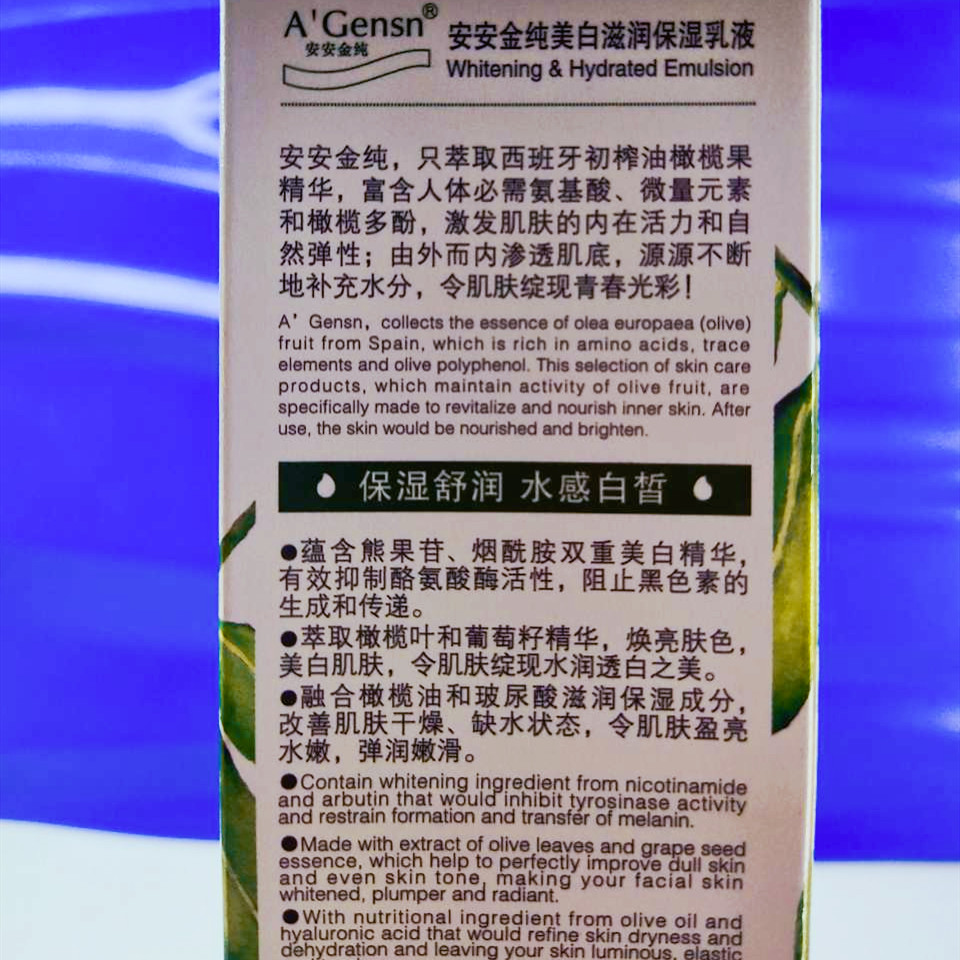 A'Gensn®
安安金纯
安安金纯美白滋润保湿乳液
Whitening & Hydrated Emulsion
安安金纯，只萃取西班牙初榨油橄榄果
精华，富含人体必需氨基酸、微量元素
和橄榄多酚，激发肌肤的内在活力和自
然弹性；由外而内渗透肌底，源源不断
地补充水分，令肌肤绽现青春光彩！
A' Gensn, collects the essence of olea europaea (olive)
fruit from Spain, which is rich in amino acids, trace
elements and olive polyphenol. This selection of skin care
products, which maintain activity of olive fruit, are
specifically made to revitalize and nourish inner skin. After
use, the skin would be nourished and brighten.
保湿舒润 水感白皙
●蕴含熊果苷、烟酰胺双重美白精华，
有效抑制酪氨酸酶活性，阻止黑色素的
生成和传递。
●萃取橄榄叶和葡萄籽精华，焕亮肤色，
美白肌肤，令肌肤绽现水润透白之美。
●融合橄榄油和玻尿酸滋润保湿成分，
改善肌肤干燥、缺水状态，令肌肤盈亮
水嫩，弹润嫩滑。
●Contain whitening ingredient from nicotinamide
and arbutin that would inhibit tyrosinase activity
and restrain formation and transfer of melanin.
●Made with extract of olive leaves and grape seed
essence, which help to perfectly improve dull skin
and even skin tone, making your facial skin
whitened, plumper and radiant.
●With nutritional ingredient from olive oil and
hyaluronic acid that would refine skin dryness and
dehydration and leaving your skin luminous, elastic